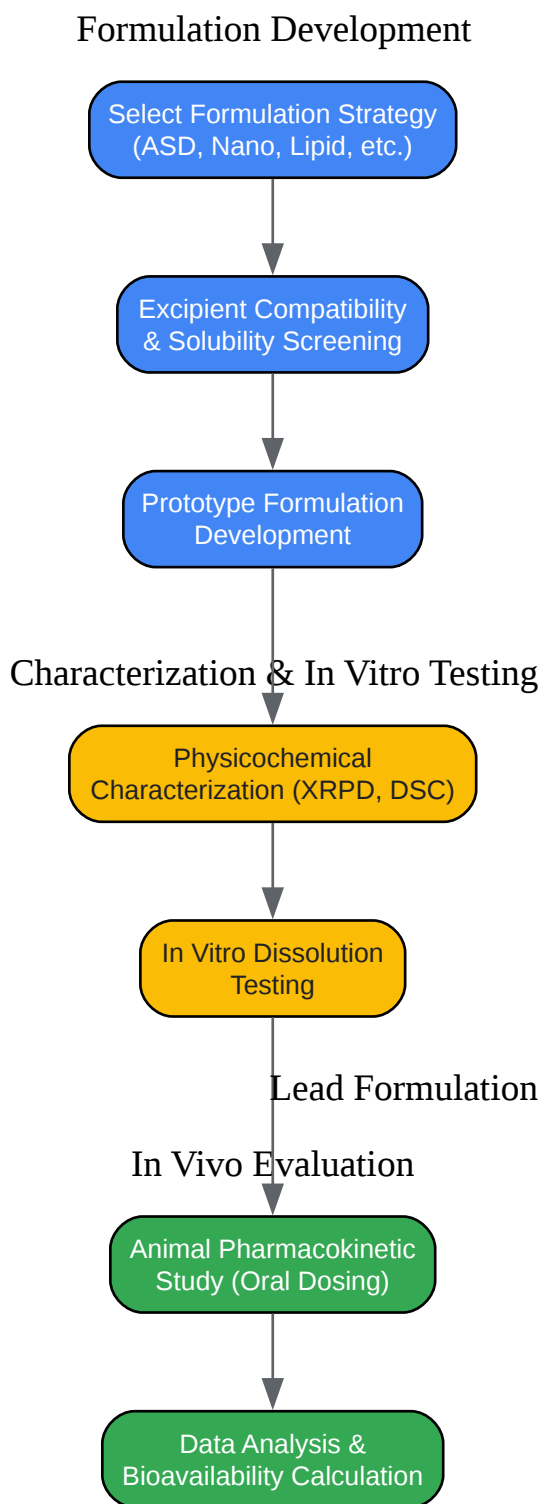 Formulation Development
Select Formulation Strategy
(ASD, Nano, Lipid, etc.)
Excipient Compatibility
& Solubility Screening
Prototype Formulation
Development
Characterization & In Vitro Testing
Physicochemical
Characterization (XRPD, DSC)
In Vitro Dissolution
Testing
Lead Formulation
In Vivo Evaluation
Animal Pharmacokinetic
Study (Oral Dosing)
Data Analysis &
Bioavailability Calculation